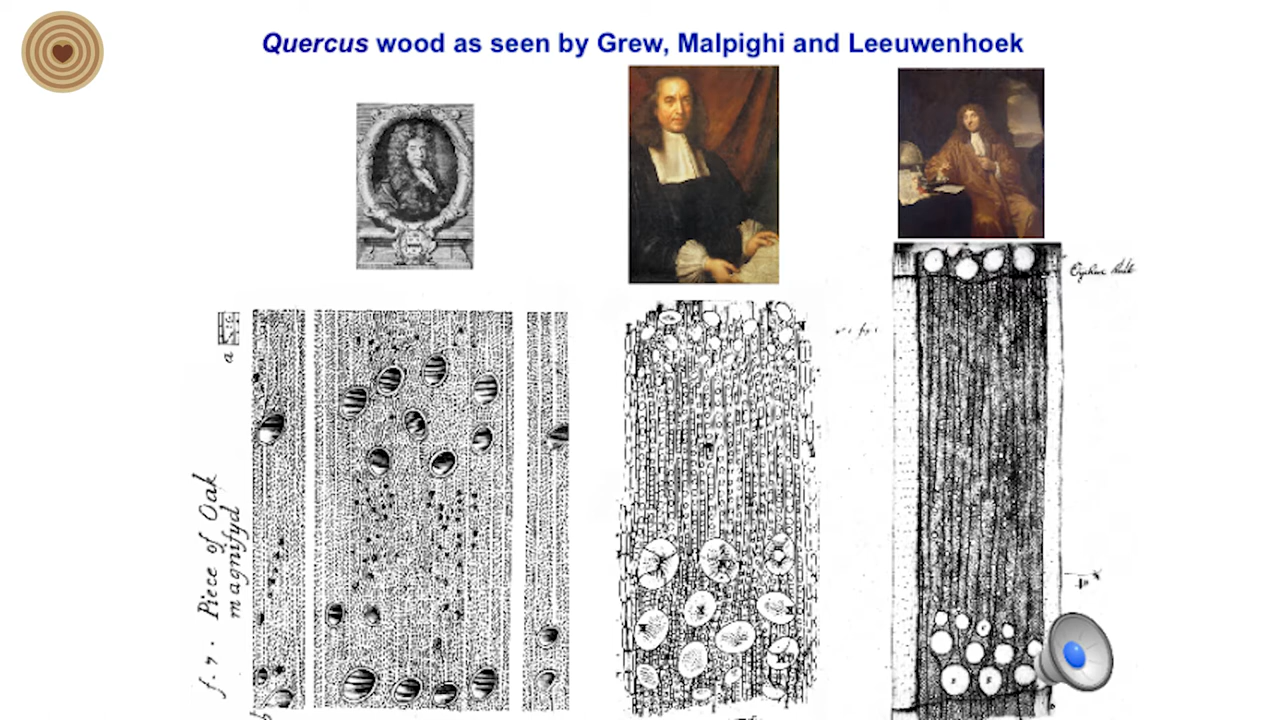 Quercus wood as seen by Grew, Malpighi and Leeuwenhoek
a
f. 7. Piece of Oak
magnifyd
b